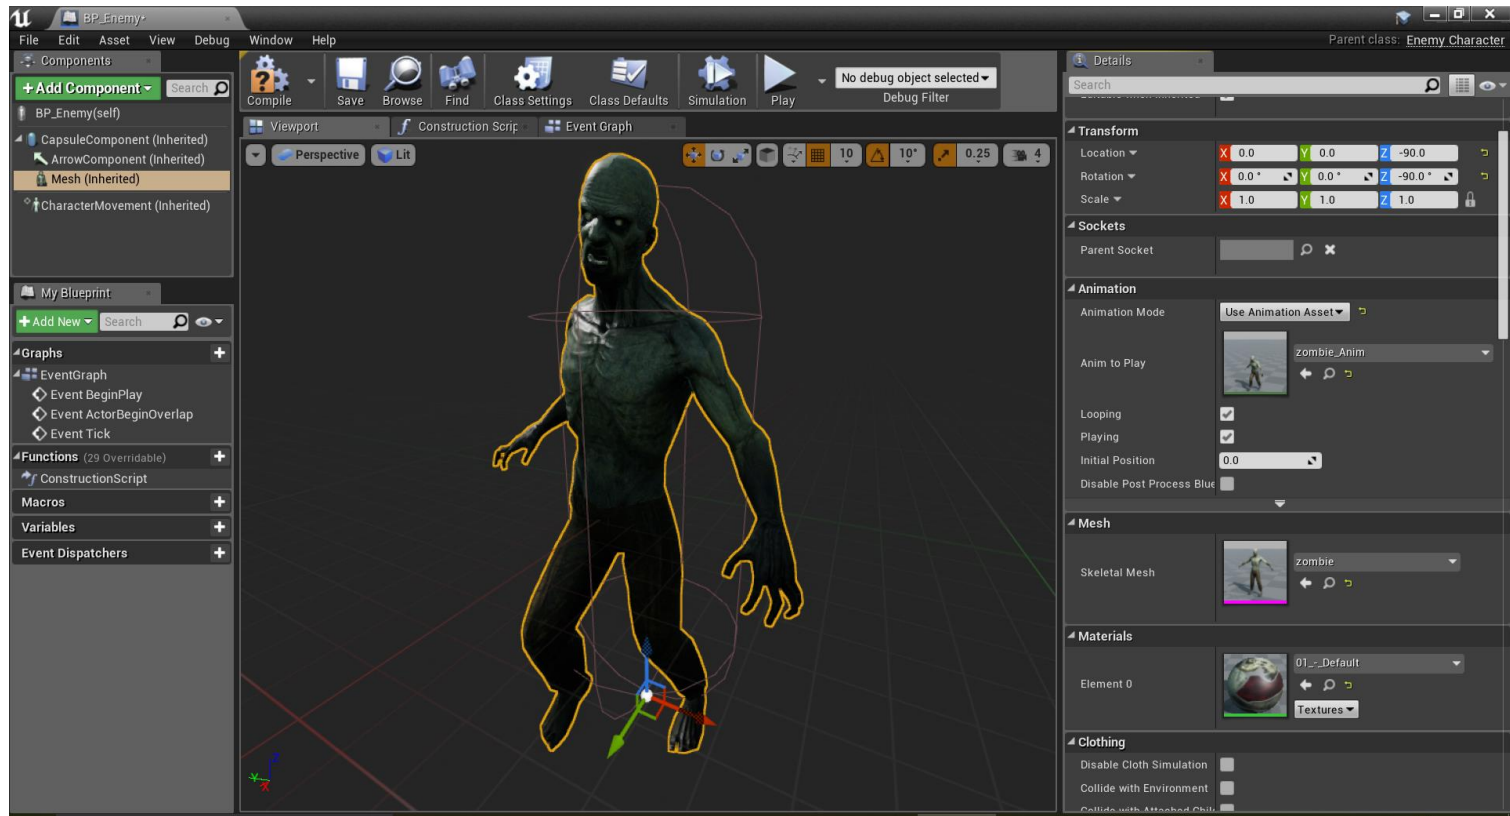 BP_Enemy*
File Edit Asset View Debug Window Help
Parent class: Enemy Character
Components
+Add Component
Search
BP_Enemy(self)
CapsuleComponent (Inherited)
ArrowComponent (Inherited)
Mesh (Inherited)
CharacterMovement (Inherited)
My Blueprint
+Add New
Search
Graphs
EventGraph
Event BeginPlay
Event ActorBeginOverlap
Event Tick
Functions (29 Overridable)
ConstructionScript
Macros
Variables
Event Dispatchers
Compile Save Browse Find Class Settings Class Defaults Simulation Play
No debug object selected
Debug Filter
Viewport Construction Scrip Event Graph
Perspective Lit 10 10° 0.25 4
Z
Y
X
Details
Search
Transform
Location X 0.0 Y 0.0 Z -90.0
Rotation X 0.0° Y 0.0° Z -90.0°
Scale X 1.0 Y 1.0 Z 1.0
Sockets
Parent Socket
Animation
Animation Mode Use Animation Asset
Anim to Play zombie_Anim
Looping
Playing
Initial Position 0.0
Disable Post Process Blue
Mesh
Skeletal Mesh zombie
Materials
Element 0 01_-_Default
Textures
Clothing
Disable Cloth Simulation
Collide with Environment
Collide with Attached Chil